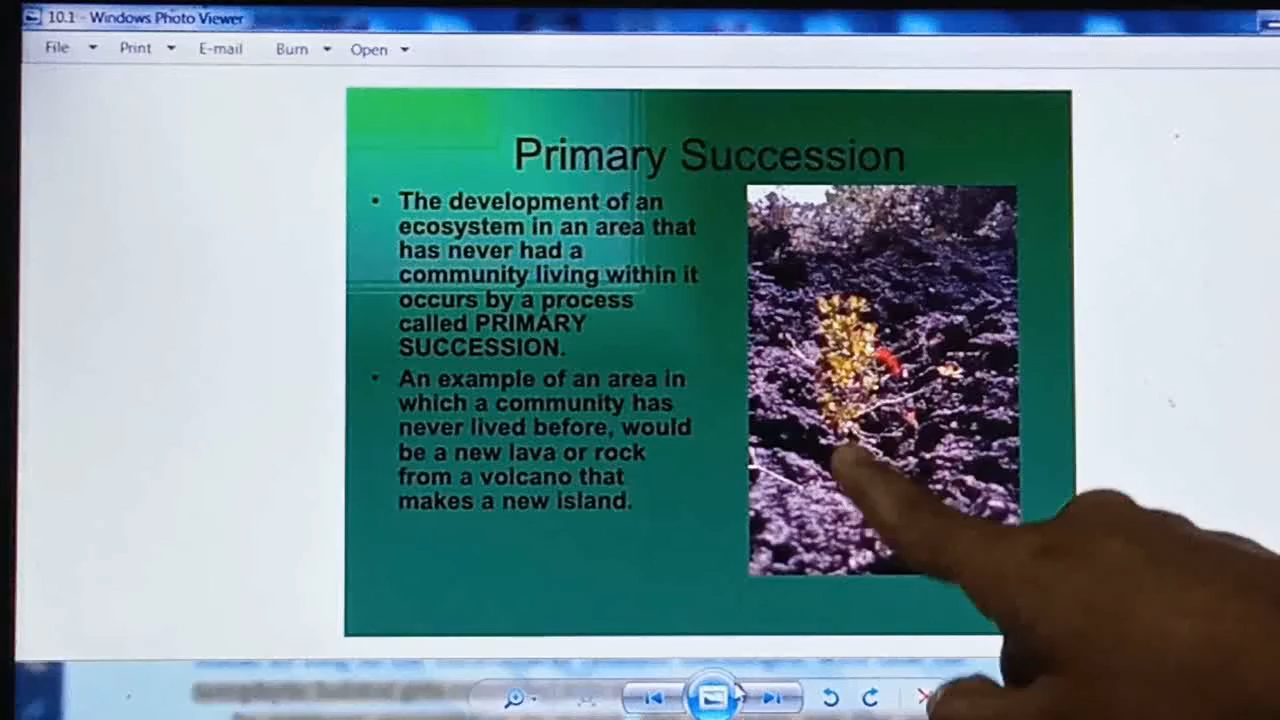 10.1 - Windows Photo Viewer
File Print E-mail Burn Open
Primary Succession
• The development of an
ecosystem in an area that
has never had a
community living within it
occurs by a process
called PRIMARY
SUCCESSION.
• An example of an area in
which a community has
never lived before, would
be a new lava or rock
from a volcano that
makes a new island.